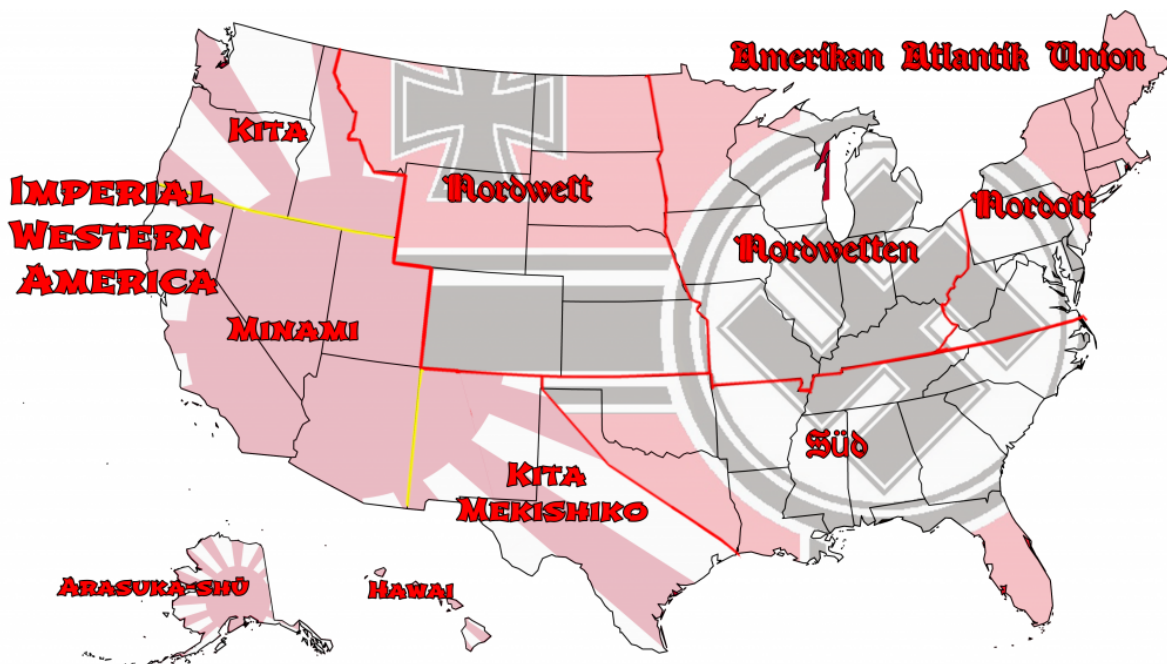 Amerikan Atlantik Union
Kita
Imperial
Western
America
Nordwest
Nordost
Nordwesten
Minami
Süd
Kita
Mekishiko
Arasuka-shū
Hawai